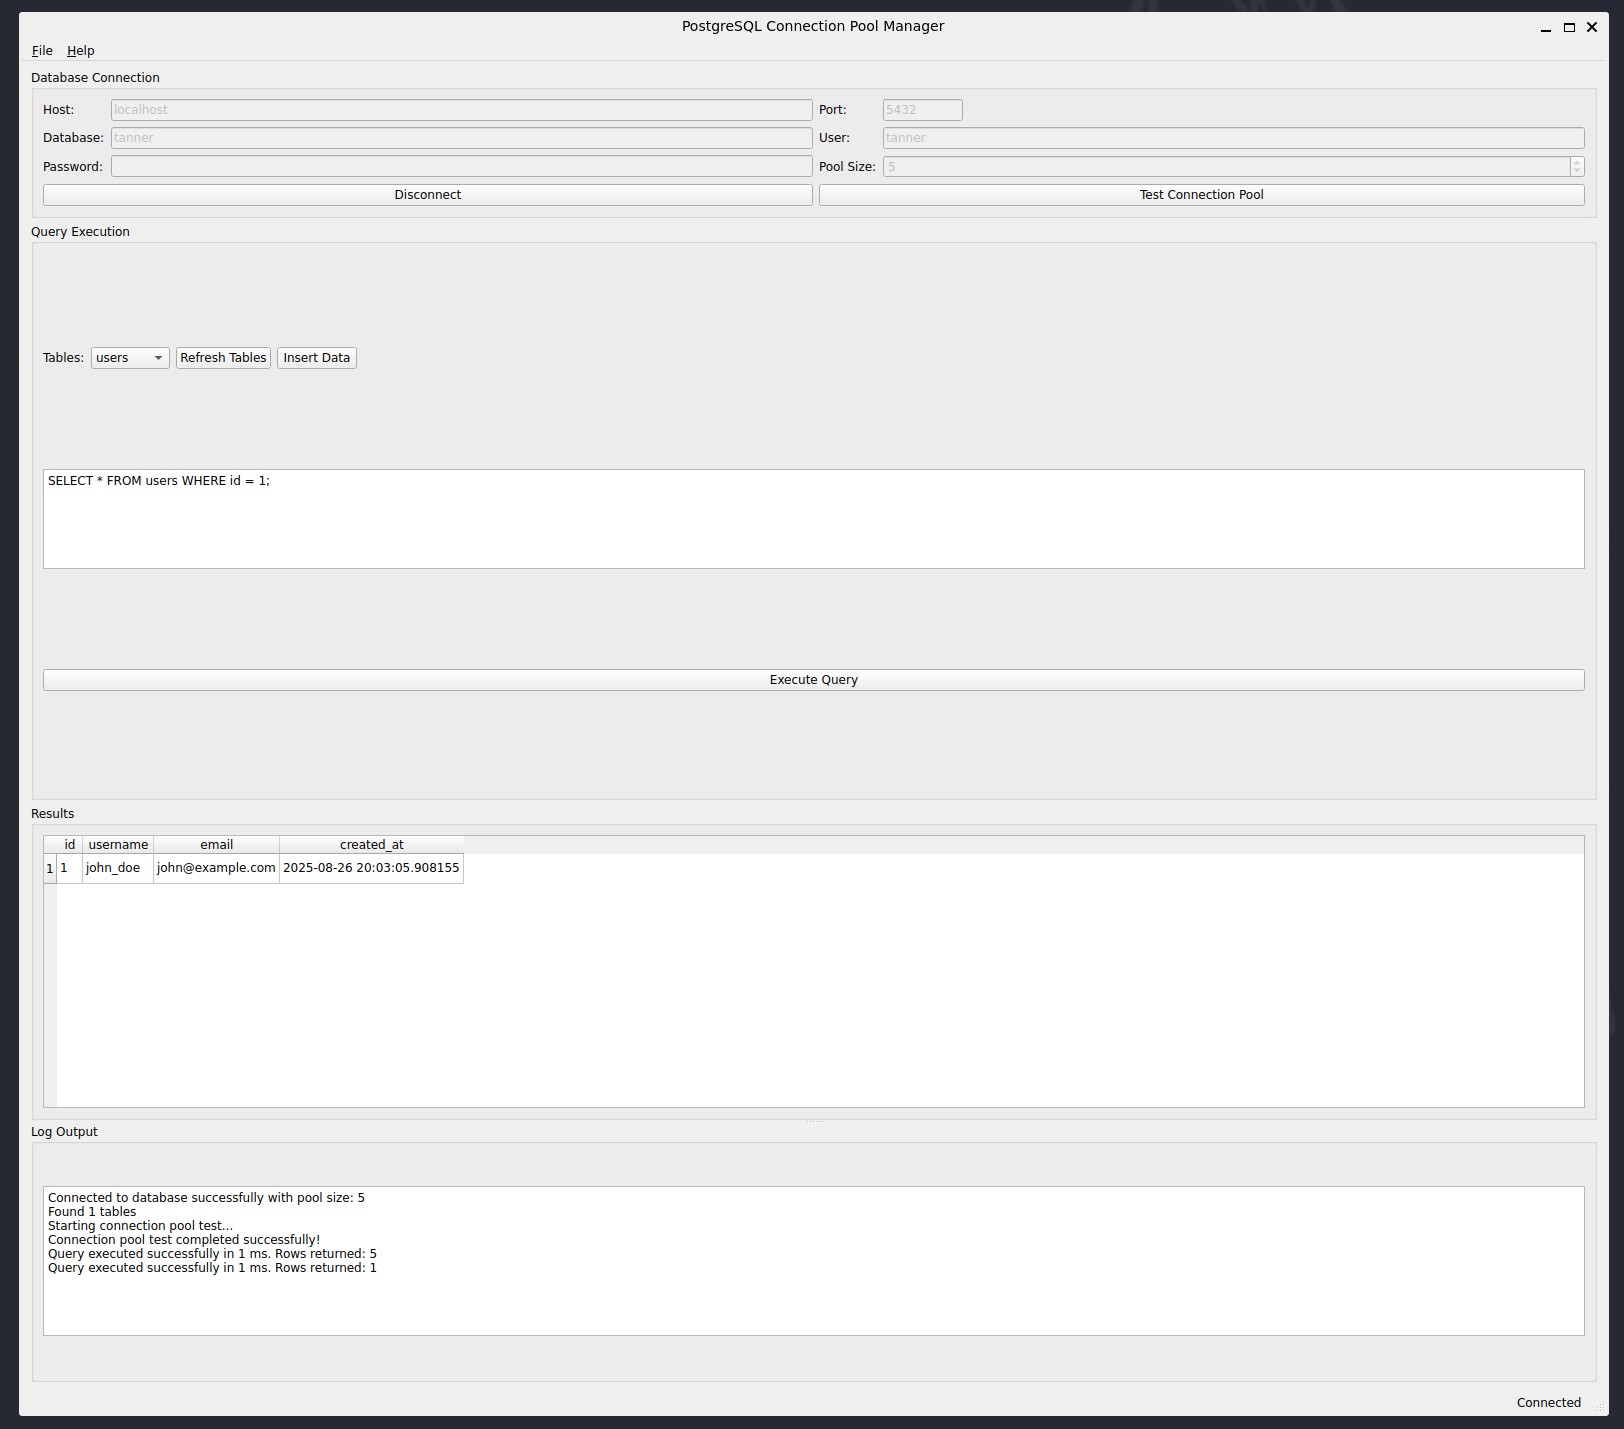 PostgreSQL Connection Pool Manager
File Help
Database Connection
Host: localhost Port: 5432
Database: tanner User: tanner
Password: Pool Size: 5
Disconnect Test Connection Pool
Query Execution
Tables: users Refresh Tables Insert Data
SELECT * FROM users WHERE id = 1;
Execute Query
Results
id username email created_at
1 1 john_doe john@example.com 2025-08-26 20:03:05.908155
Log Output
Connected to database successfully with pool size: 5
Found 1 tables
Starting connection pool test...
Connection pool test completed successfully!
Query executed successfully in 1 ms. Rows returned: 5
Query executed successfully in 1 ms. Rows returned: 1
Connected